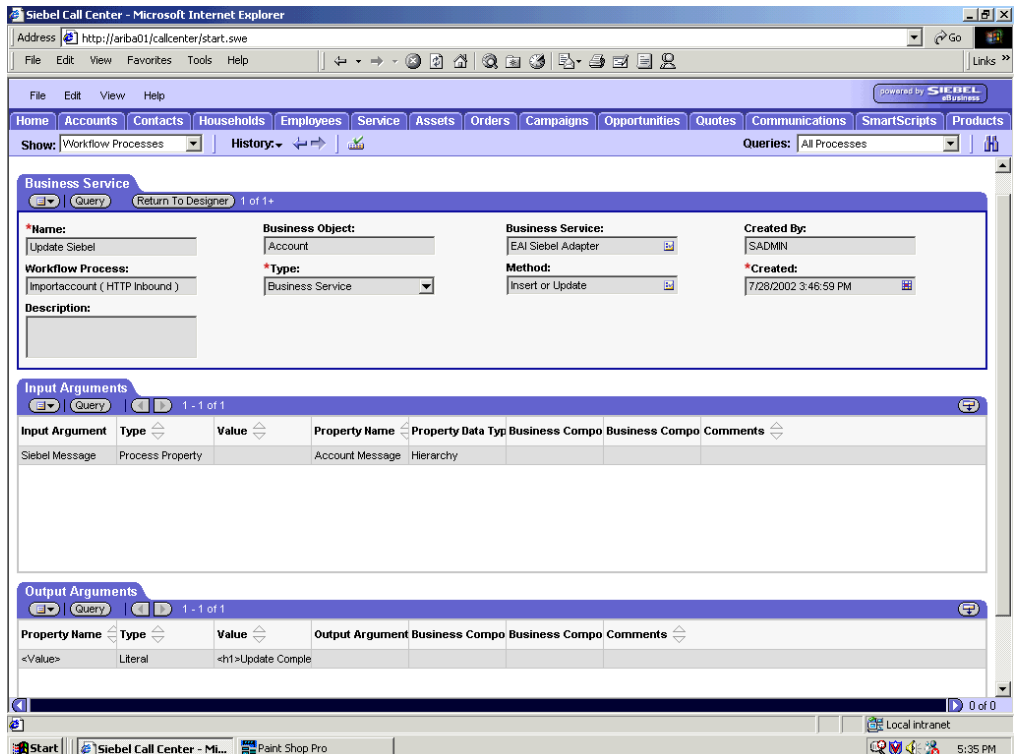 Siebel Call Center - Microsoft Internet Explorer
Address http://ariba01/callcenter/start.swe Go
File Edit View Favorites Tools Help Links »
File Edit View Help powered by SIEBEL eBusiness
Home Accounts Contacts Households Employees Service Assets Orders Campaigns Opportunities Quotes Communications SmartScripts Products
Show: Workflow Processes History: Queries: All Processes
Business Service
Query Return To Designer 1 of 1+
*Name: Business Object: Business Service: Created By:
Update Siebel Account EAI Siebel Adapter SADMIN
Workflow Process: *Type: Method: *Created:
Importaccount ( HTTP Inbound ) Business Service Insert or Update 7/28/2002 3:46:59 PM
Description:
Input Arguments
Query 1 - 1 of 1
Input Argument Type Value Property Name Property Data Typ Business Compo Business Compo Comments
Siebel Message Process Property Account Message Hierarchy
Output Arguments
Query 1 - 1 of 1
Property Name Type Value Output Argument Business Compo Business Compo Comments
<Value> Literal <h1>Update Comple
0 of 0
Local intranet
Start Siebel Call Center - Mi... Paint Shop Pro 5:35 PM